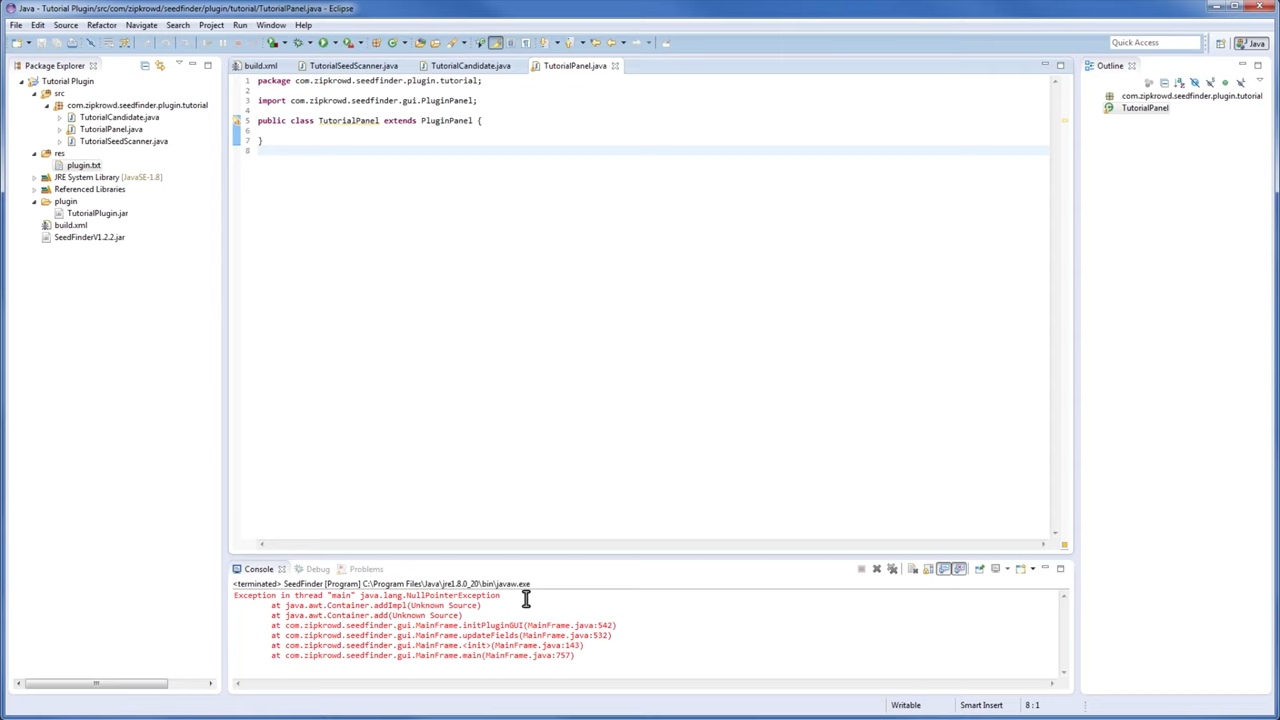 Java - Tutorial Plugin/src/com/zipkrowd/seedfinder/plugin/tutorial/TutorialPanel.java - Eclipse
File Edit Source Refactor Navigate Search Project Run Window Help
Quick Access
Java
Package Explorer
Tutorial Plugin
src
com.zipkrowd.seedfinder.plugin.tutorial
TutorialCandidate.java
TutorialPanel.java
TutorialSeedScanner.java
res
plugin.txt
JRE System Library [JavaSE-1.8]
Referenced Libraries
plugin
TutorialPlugin.jar
build.xml
SeedFinderV1.2.2.jar
build.xml TutorialSeedScanner.java TutorialCandidate.java TutorialPanel.java
1 package com.zipkrowd.seedfinder.plugin.tutorial;
2
3 import com.zipkrowd.seedfinder.gui.PluginPanel;
4
5 public class TutorialPanel extends PluginPanel {
6
7 }
8
Outline
com.zipkrowd.seedfinder.plugin.tutorial
TutorialPanel
Console Debug Problems
<terminated> SeedFinder [Program] C:\Program Files\Java\jre1.8.0_20\bin\javaw.exe
Exception in thread "main" java.lang.NullPointerException
at java.awt.Container.addImpl(Unknown Source)
at java.awt.Container.add(Unknown Source)
at com.zipkrowd.seedfinder.gui.MainFrame.initPluginGUI(MainFrame.java:542)
at com.zipkrowd.seedfinder.gui.MainFrame.updateFields(MainFrame.java:532)
at com.zipkrowd.seedfinder.gui.MainFrame.<init>(MainFrame.java:143)
at com.zipkrowd.seedfinder.gui.MainFrame.main(MainFrame.java:757)
Writable Smart Insert 8 : 1